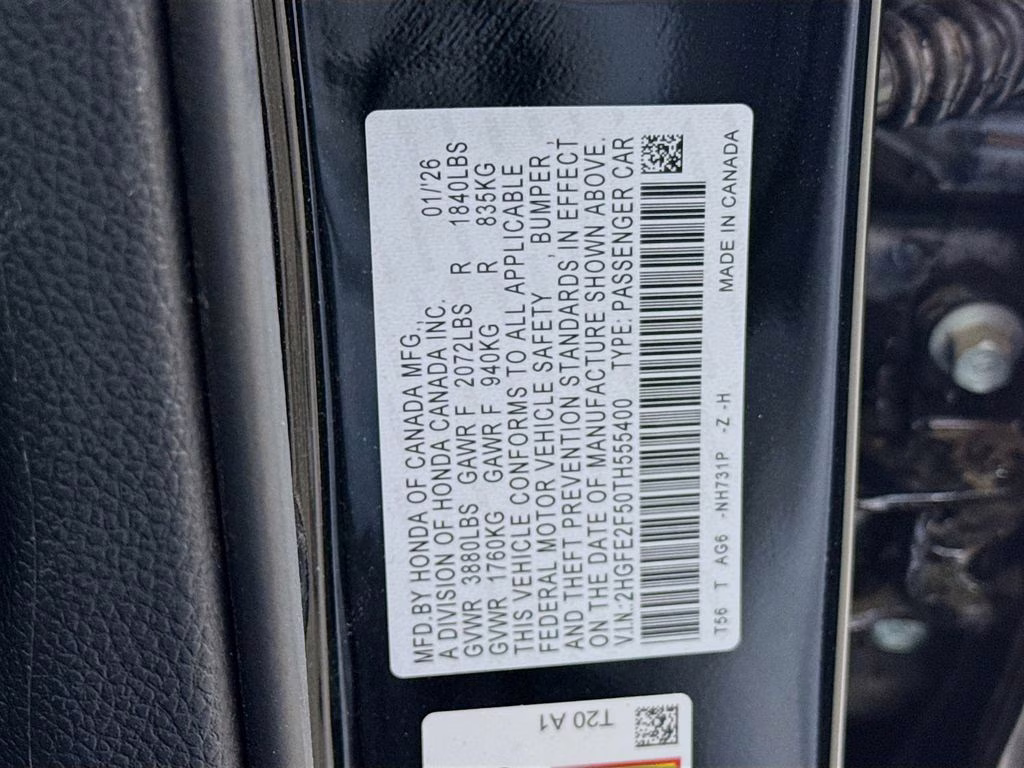 MFD.BY HONDA OF CANADA MFG., 01/'26
A DIVISION OF HONDA CANADA INC.
GVWR 3880LBS GAWR F 2072LBS R 1840LBS
GVWR 1760KG GAWR F 940KG R 835KG
THIS VEHICLE CONFORMS TO ALL APPLICABLE
FEDERAL MOTOR VEHICLE SAFETY , BUMPER ,
AND THEFT PREVENTION STANDARDS IN EFFECT
ON THE DATE OF MANUFACTURE SHOWN ABOVE.
V.I.N.:2HGFE2F50TH555400 TYPE: PASSENGER CAR
T56 T AG6 -NH731P -Z -H MADE IN CANADA
T20 A1